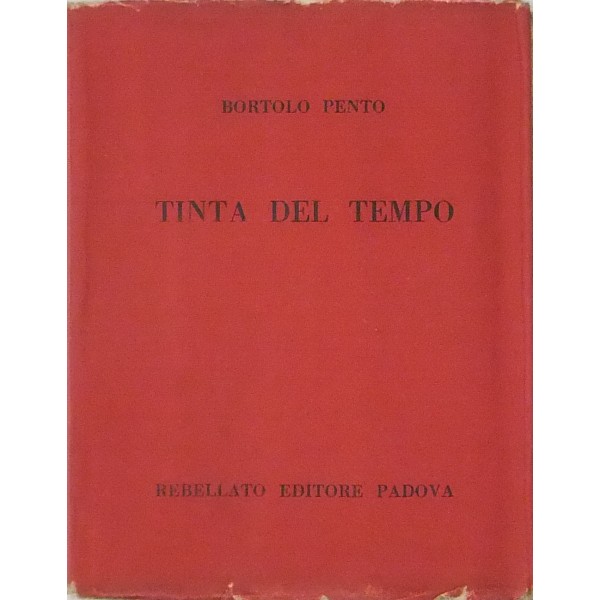 BORTOLO PENTO
TINTA DEL TEMPO
REBELLATO EDITORE PADOVA